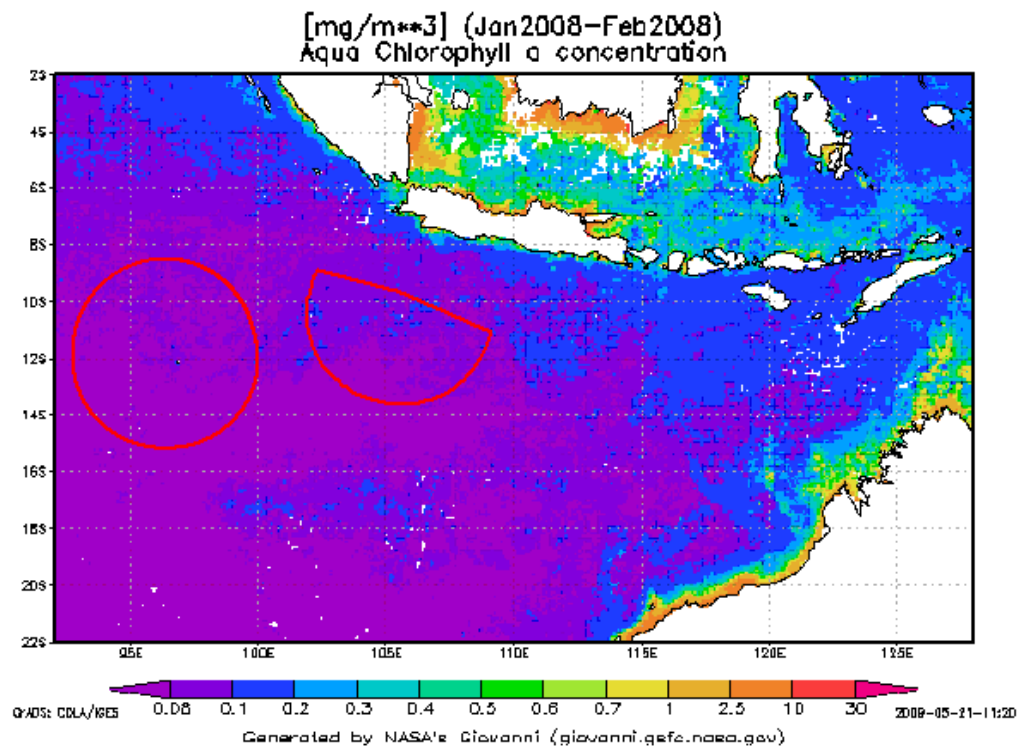 [mg/m**3] (Jan2008-Feb2008)
Aqua Chlorophyll a concentration
2S
4S
6S
8S
10S
12S
14S
16S
18S
20S
22S
95E 100E 105E 110E 115E 120E 125E
0.08 0.1 0.2 0.3 0.4 0.5 0.6 0.7 1 2.5 10 30
GrADS: COLA/IGES
2009-05-21-11:20
Generated by NASA's Giovanni (giovanni.gsfc.nasa.gov)